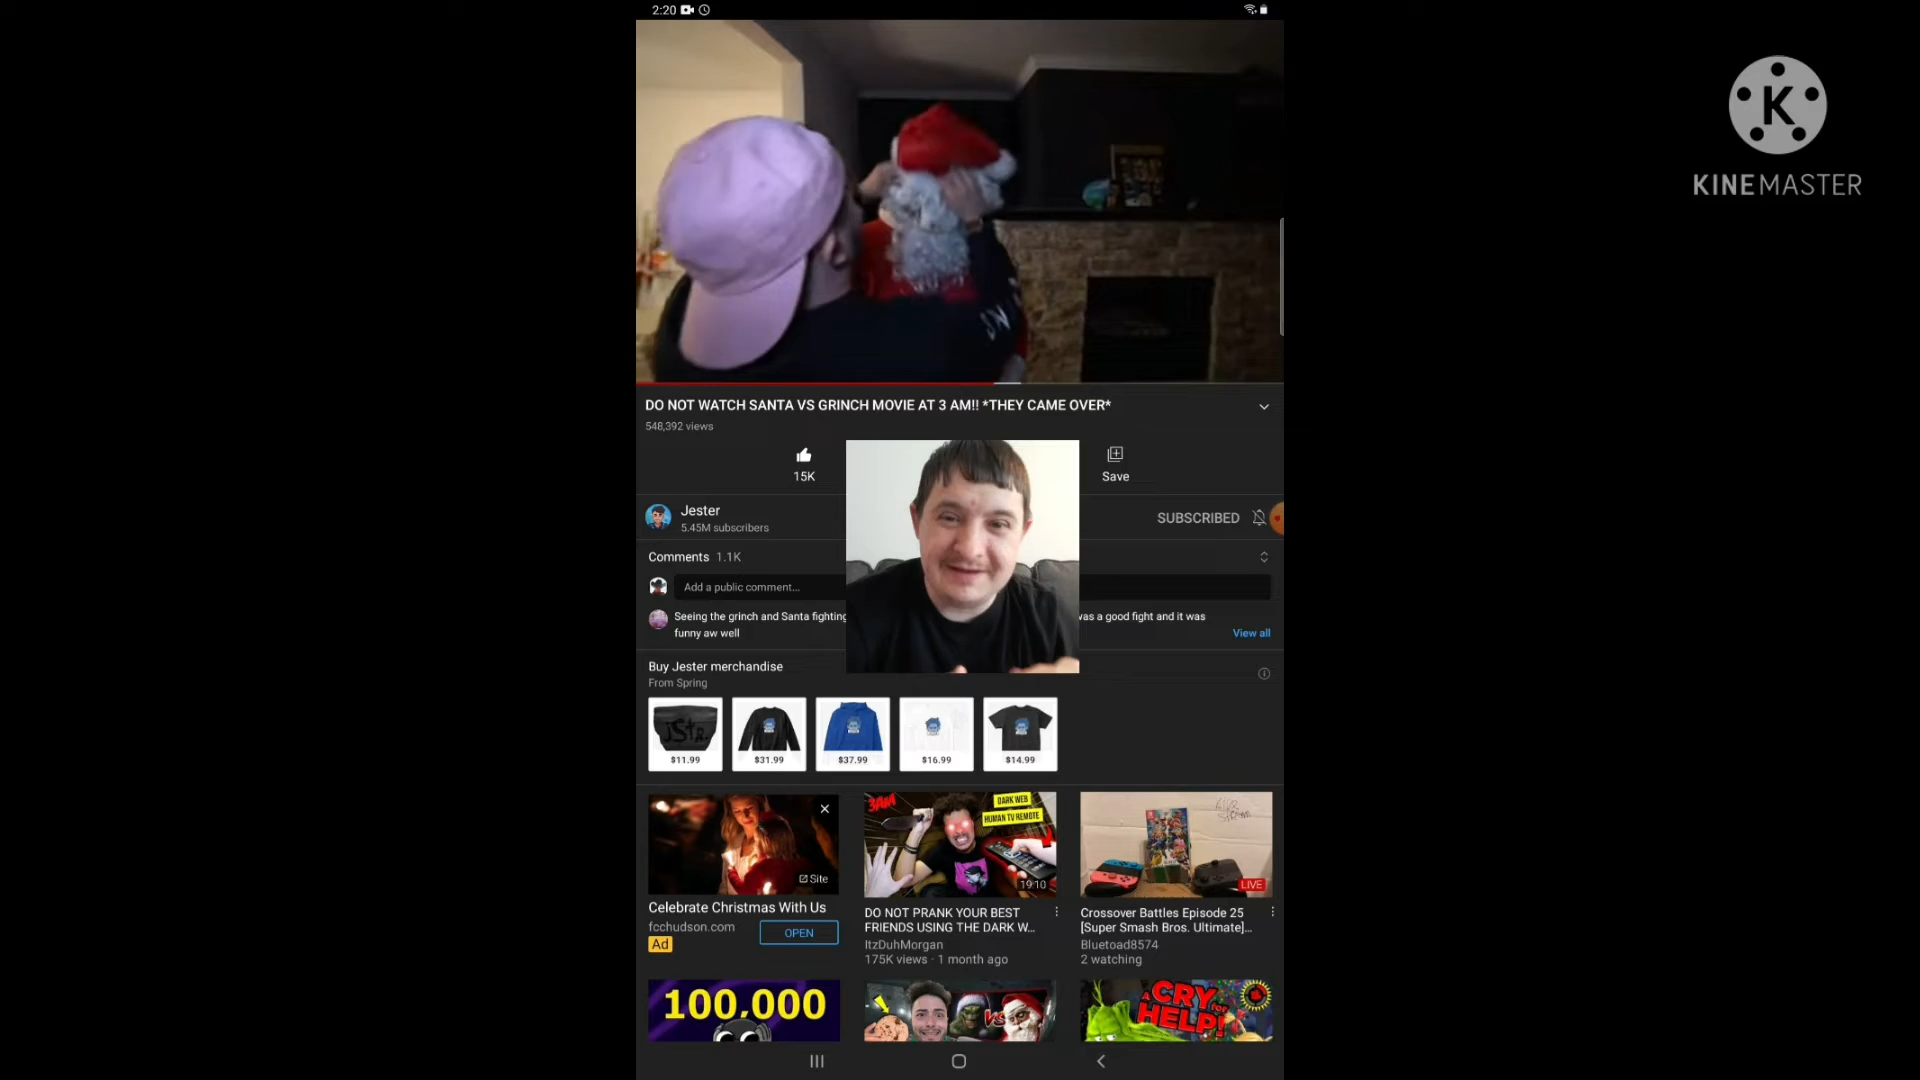 2:20
KINEMASTER
DO NOT WATCH SANTA VS GRINCH MOVIE AT 3 AM!! *THEY CAME OVER*
548,392 views
15K
Save
Jester
5.45M subscribers
SUBSCRIBED
Comments 1.1K
Add a public comment...
Seeing the grinch and Santa fighting
was a good fight and it was
funny aw well
View all
Buy Jester merchandise
From Spring
$11.99
$31.99
$37.99
$16.99
$14.99
3AM
DARK WEB
HUMAN TV REMOTE
Site
19:10
LIVE
Celebrate Christmas With Us
fcchudson.com
Ad
OPEN
DO NOT PRANK YOUR BEST
FRIENDS USING THE DARK W...
ItzDuhMorgan
175K views · 1 month ago
Crossover Battles Episode 25
[Super Smash Bros. Ultimate]...
Bluetoad8574
2 watching
100,000
VS
A CRY for
HELP!